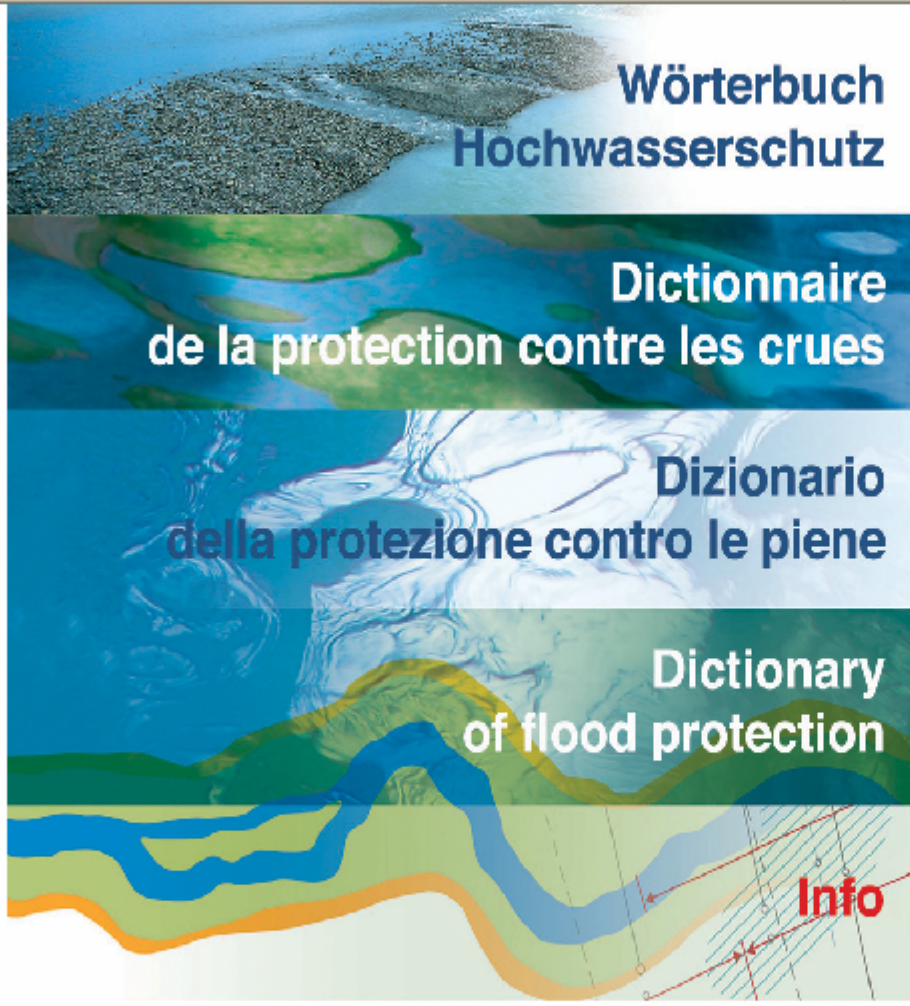 Wörterbuch
Hochwasserschutz
Dictionnaire
de la protection contre les crues
Dizionario
della protezione contro le piene
Dictionary
of flood protection
Info